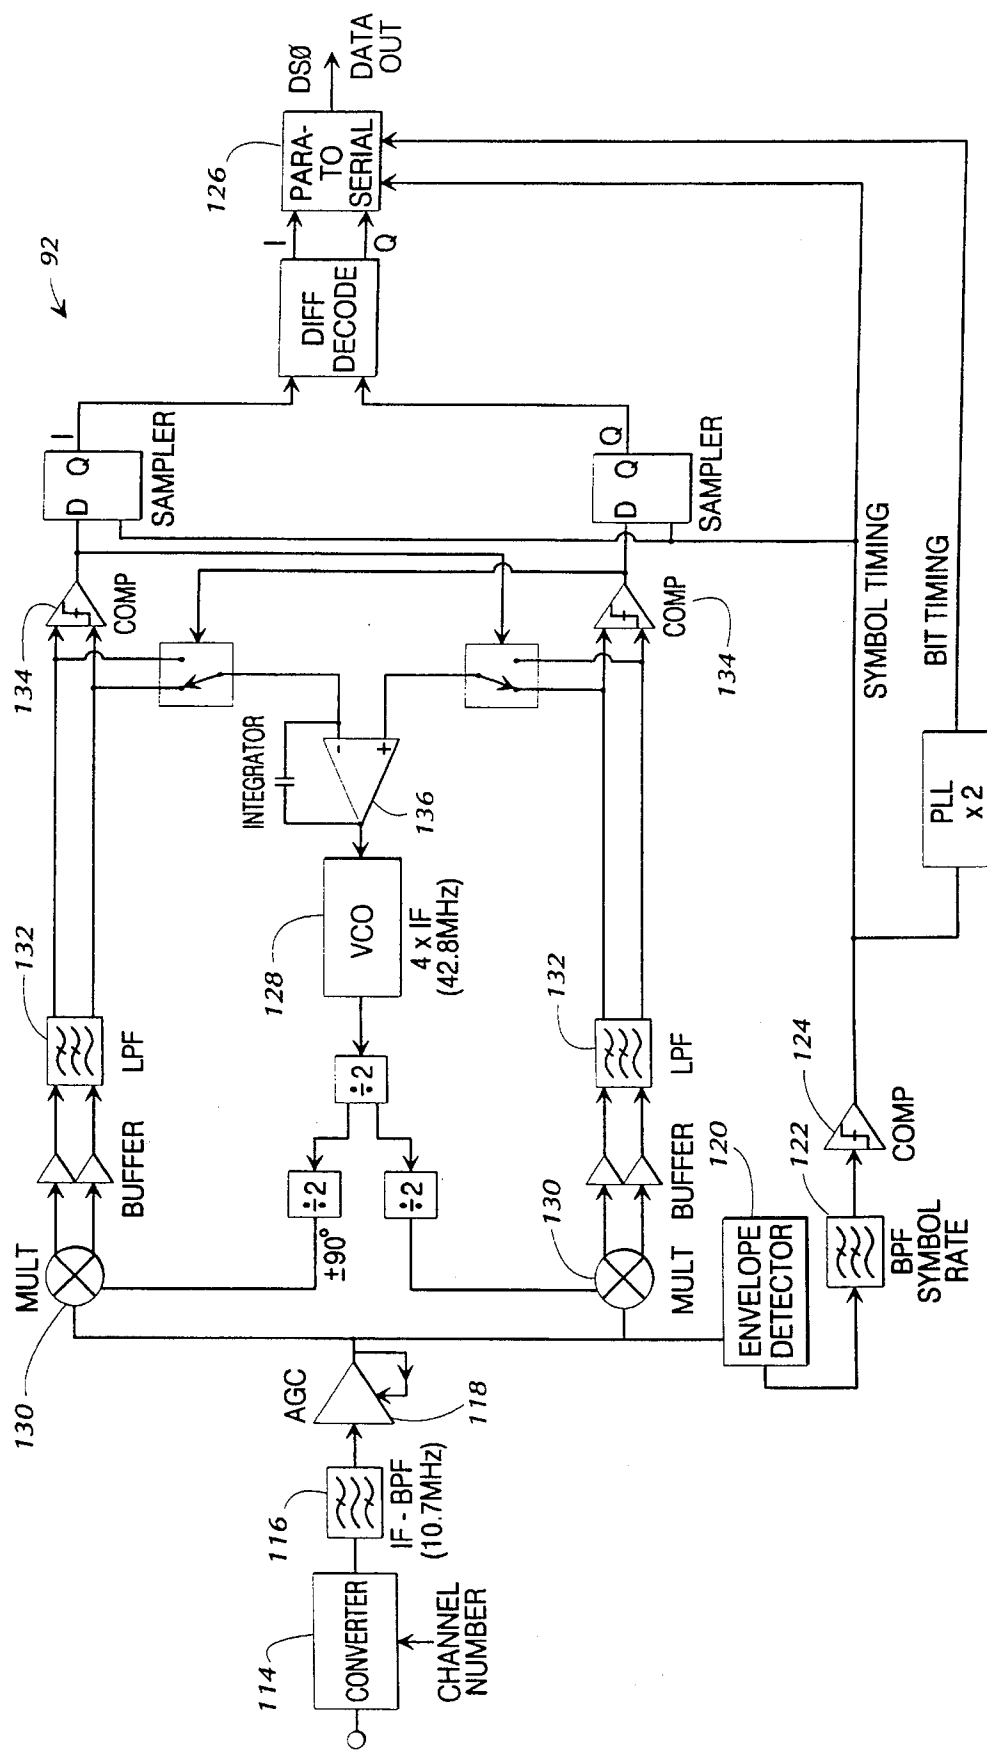 92
130
MULT
BUFFER
132
LPF
134
COMP
D Q
SAMPLER
I
126
DIFF
DECODE
I
Q
PARA-
TO
SERIAL
DSØ
DATA
OUT
114
CONVERTER
CHANNEL
NUMBER
116
IF - BPF
(10.7MHz)
AGC
118
÷2
±90°
÷2
÷2
128
VCO
4 x IF
(42.8MHz)
INTEGRATOR
-
+
136
130
MULT
BUFFER
132
LPF
COMP
134
D Q
SAMPLER
Q
120
ENVELOPE
DETECTOR
122
BPF
SYMBOL
RATE
124
COMP
SYMBOL TIMING
PLL
x 2
BIT TIMING